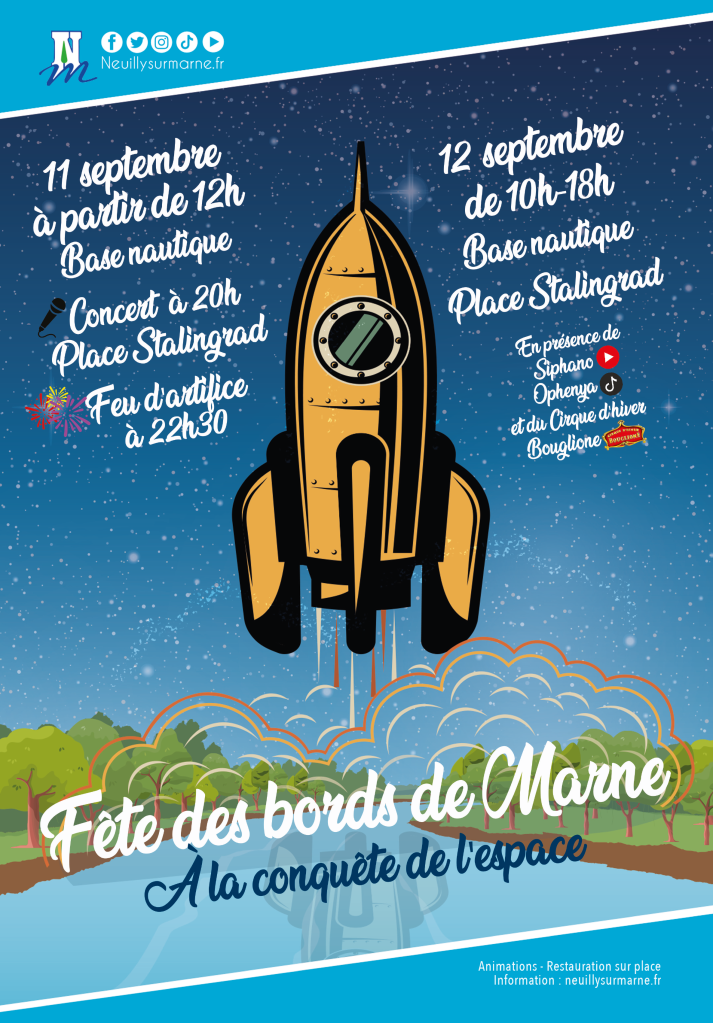 N
m
Neuillysurmarne.fr
11 septembre
à partir de 12h
Base nautique
Concert à 20h
Place Stalingrad
Feu d'artifice
à 22h30
12 septembre
de 10h-18h
Base nautique
Place Stalingrad
En présence de
Siphano
Ophenya
et du Cirque d'hiver
Bouglione
BOUGLIONE
Fête des bords de Marne
À la conquête de l'espace
Animations - Restauration sur place
Information : neuillysurmarne.fr